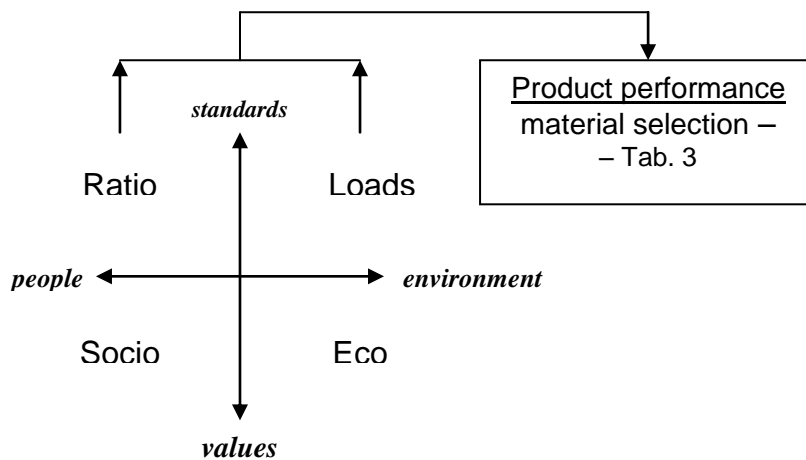 Product performance
material selection –
– Tab. 3
standards
Ratio
Loads
people
environment
Socio
Eco
values